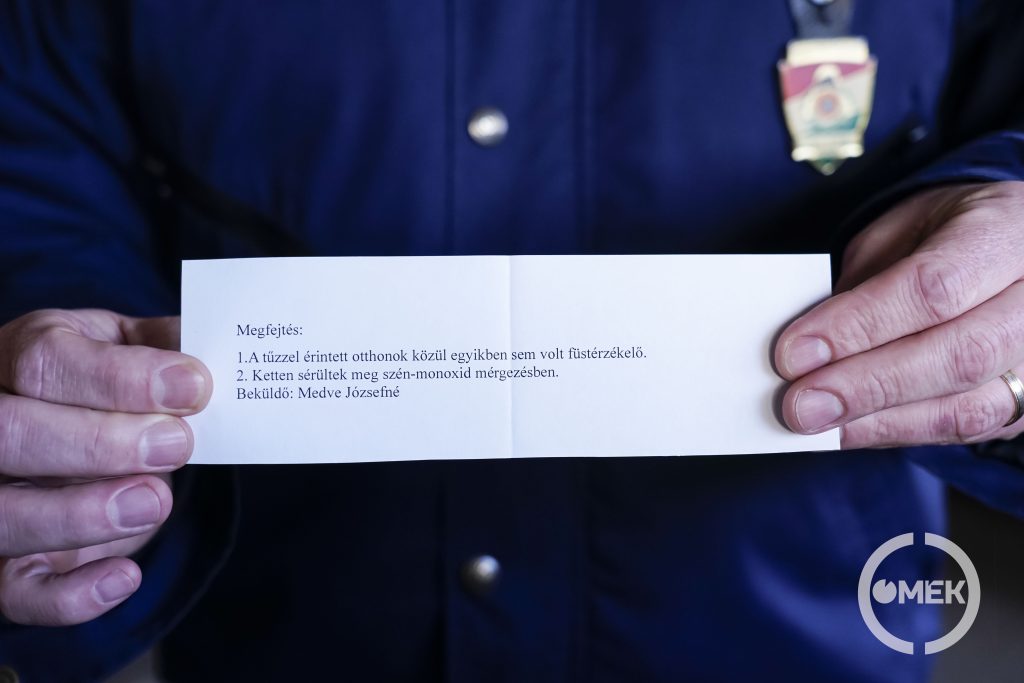 Megfejtés:
1.A tűzzel érintett otthonok közül egyikben sem volt füstérzékelő.
2. Ketten sérültek meg szén-monoxid mérgezésben.
Beküldő: Medve Józsefné
OMÉK